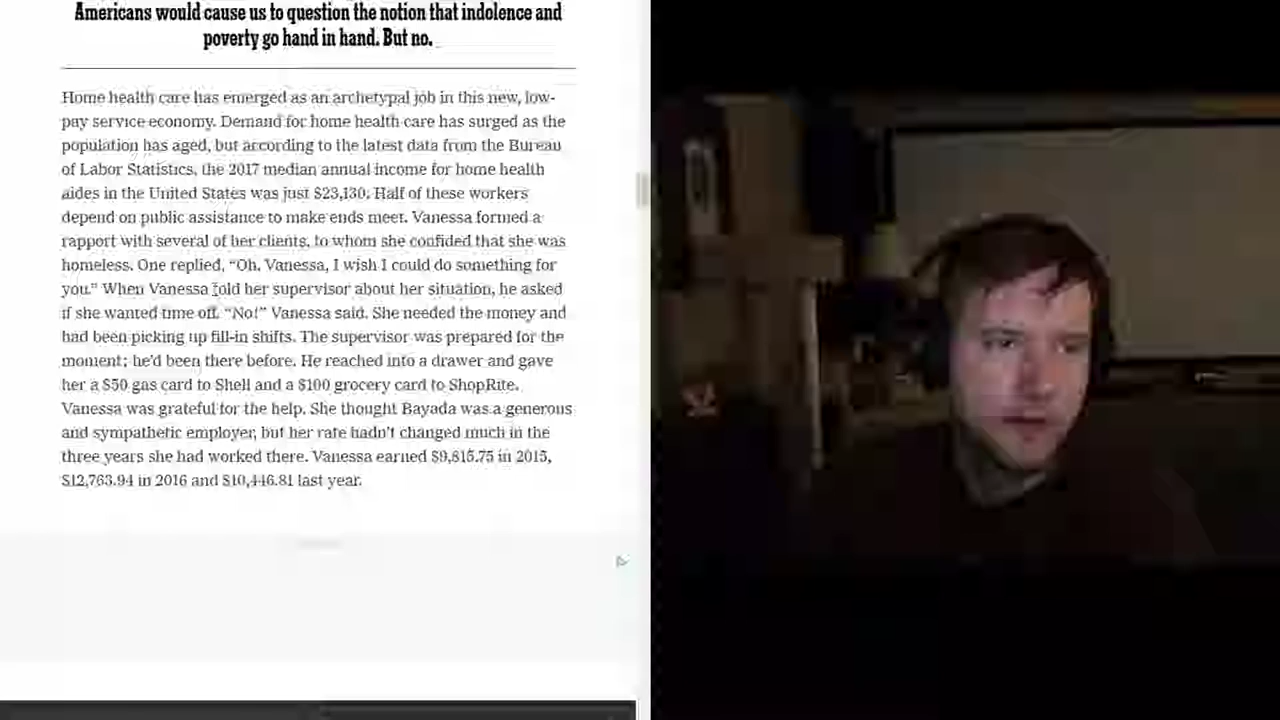 Americans would cause us to question the notion that indolence and
poverty go hand in hand. But no.
Home health care has emerged as an archetypal job in this new, low-
pay service economy. Demand for home health care has surged as the
population has aged, but according to the latest data from the Bureau
of Labor Statistics, the 2017 median annual income for home health
aides in the United States was just $23,130. Half of these workers
depend on public assistance to make ends meet. Vanessa formed a
rapport with several of her clients, to whom she confided that she was
homeless. One replied, “Oh, Vanessa, I wish I could do something for
you.” When Vanessa told her supervisor about her situation, he asked
if she wanted time off. “No!” Vanessa said. She needed the money and
had been picking up fill-in shifts. The supervisor was prepared for the
moment; he’d been there before. He reached into a drawer and gave
her a $50 gas card to Shell and a $100 grocery card to ShopRite.
Vanessa was grateful for the help. She thought Bayada was a generous
and sympathetic employer, but her rate hadn’t changed much in the
three years she had worked there. Vanessa earned $9,815.75 in 2015,
$12,763.94 in 2016 and $10,446.81 last year.